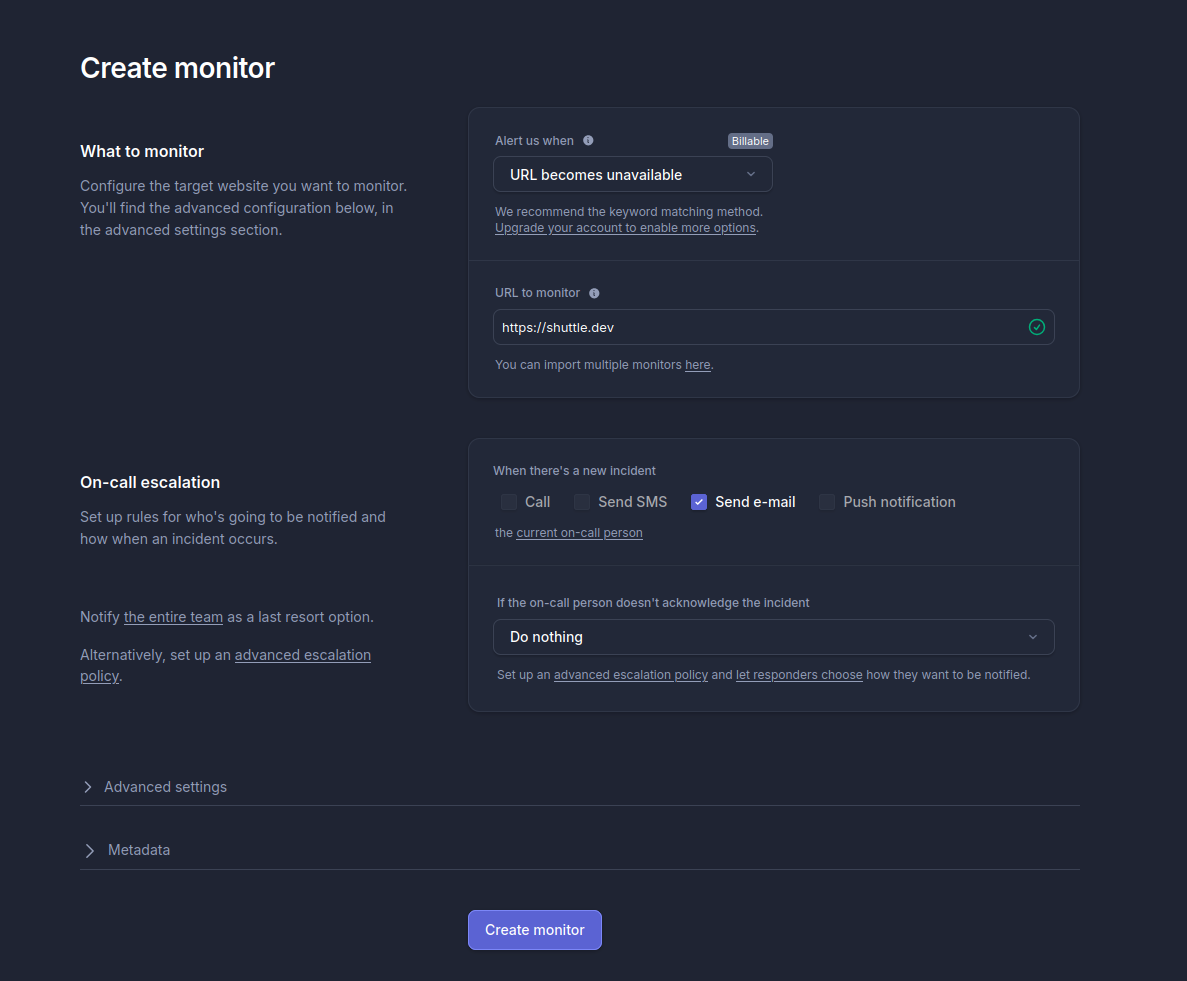 Create monitor
What to monitor
Configure the target website you want to monitor.
You'll find the advanced configuration below, in
the advanced settings section.
Alert us when
Billable
URL becomes unavailable
We recommend the keyword matching method.
Upgrade your account to enable more options.
URL to monitor
https://shuttle.dev
You can import multiple monitors here.
On-call escalation
Set up rules for who's going to be notified and
how when an incident occurs.
Notify the entire team as a last resort option.
Alternatively, set up an advanced escalation
policy.
When there's a new incident
Call Send SMS Send e-mail Push notification
the current on-call person
If the on-call person doesn't acknowledge the incident
Do nothing
Set up an advanced escalation policy and let responders choose how they want to be notified.
Advanced settings
Metadata
Create monitor